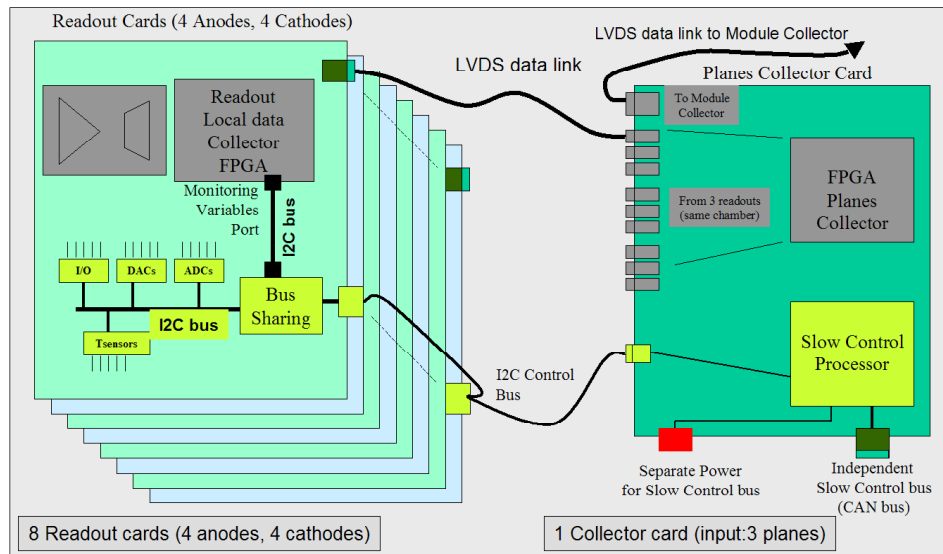 Readout Cards (4 Anodes, 4 Cathodes)
Readout
Local data
Collector
FPGA
Monitoring
Variables
Port
I2C bus
I/O
DACs
ADCs
I2C bus
Tsensors
Bus
Sharing
LVDS data link
I2C Control
Bus
8 Readout cards (4 anodes, 4 cathodes)
LVDS data link to Module Collector
Planes Collector Card
To Module
Collector
From 3 readouts
(same chamber)
FPGA
Planes
Collector
Slow Control
Processor
Separate Power
for Slow Control bus
Independent
Slow Control bus
(CAN bus)
1 Collector card (input:3 planes)